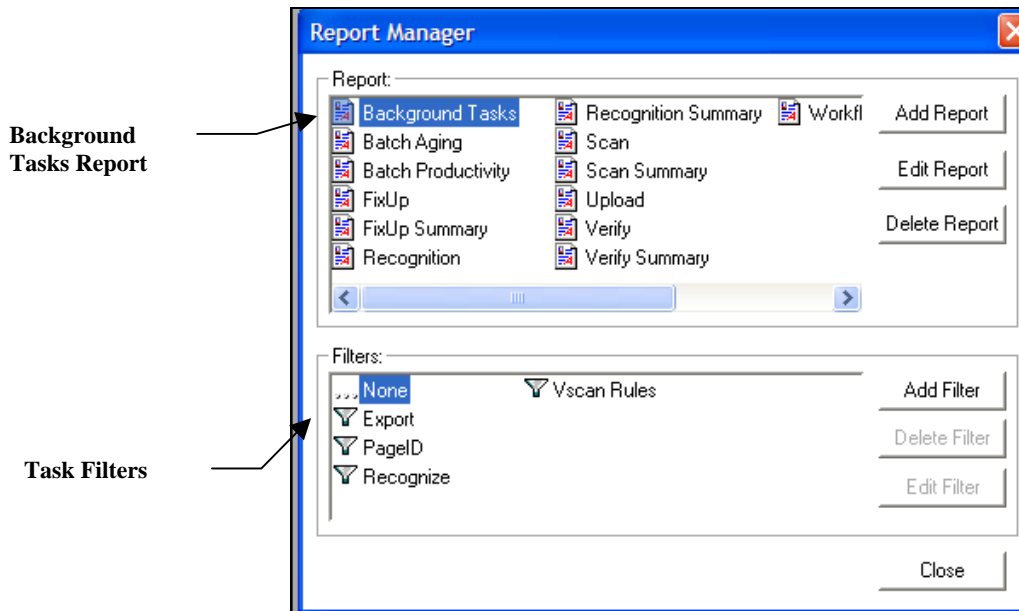 Report Manager
Report:
Background Tasks
Recognition Summary
Workfl
Add Report
Batch Aging
Scan
Batch Productivity
Scan Summary
Edit Report
FixUp
Upload
FixUp Summary
Verify
Delete Report
Recognition
Verify Summary
Background
Tasks Report
Filters:
... None
Vscan Rules
Add Filter
Export
PageID
Delete Filter
Recognize
Edit Filter
Task Filters
Close